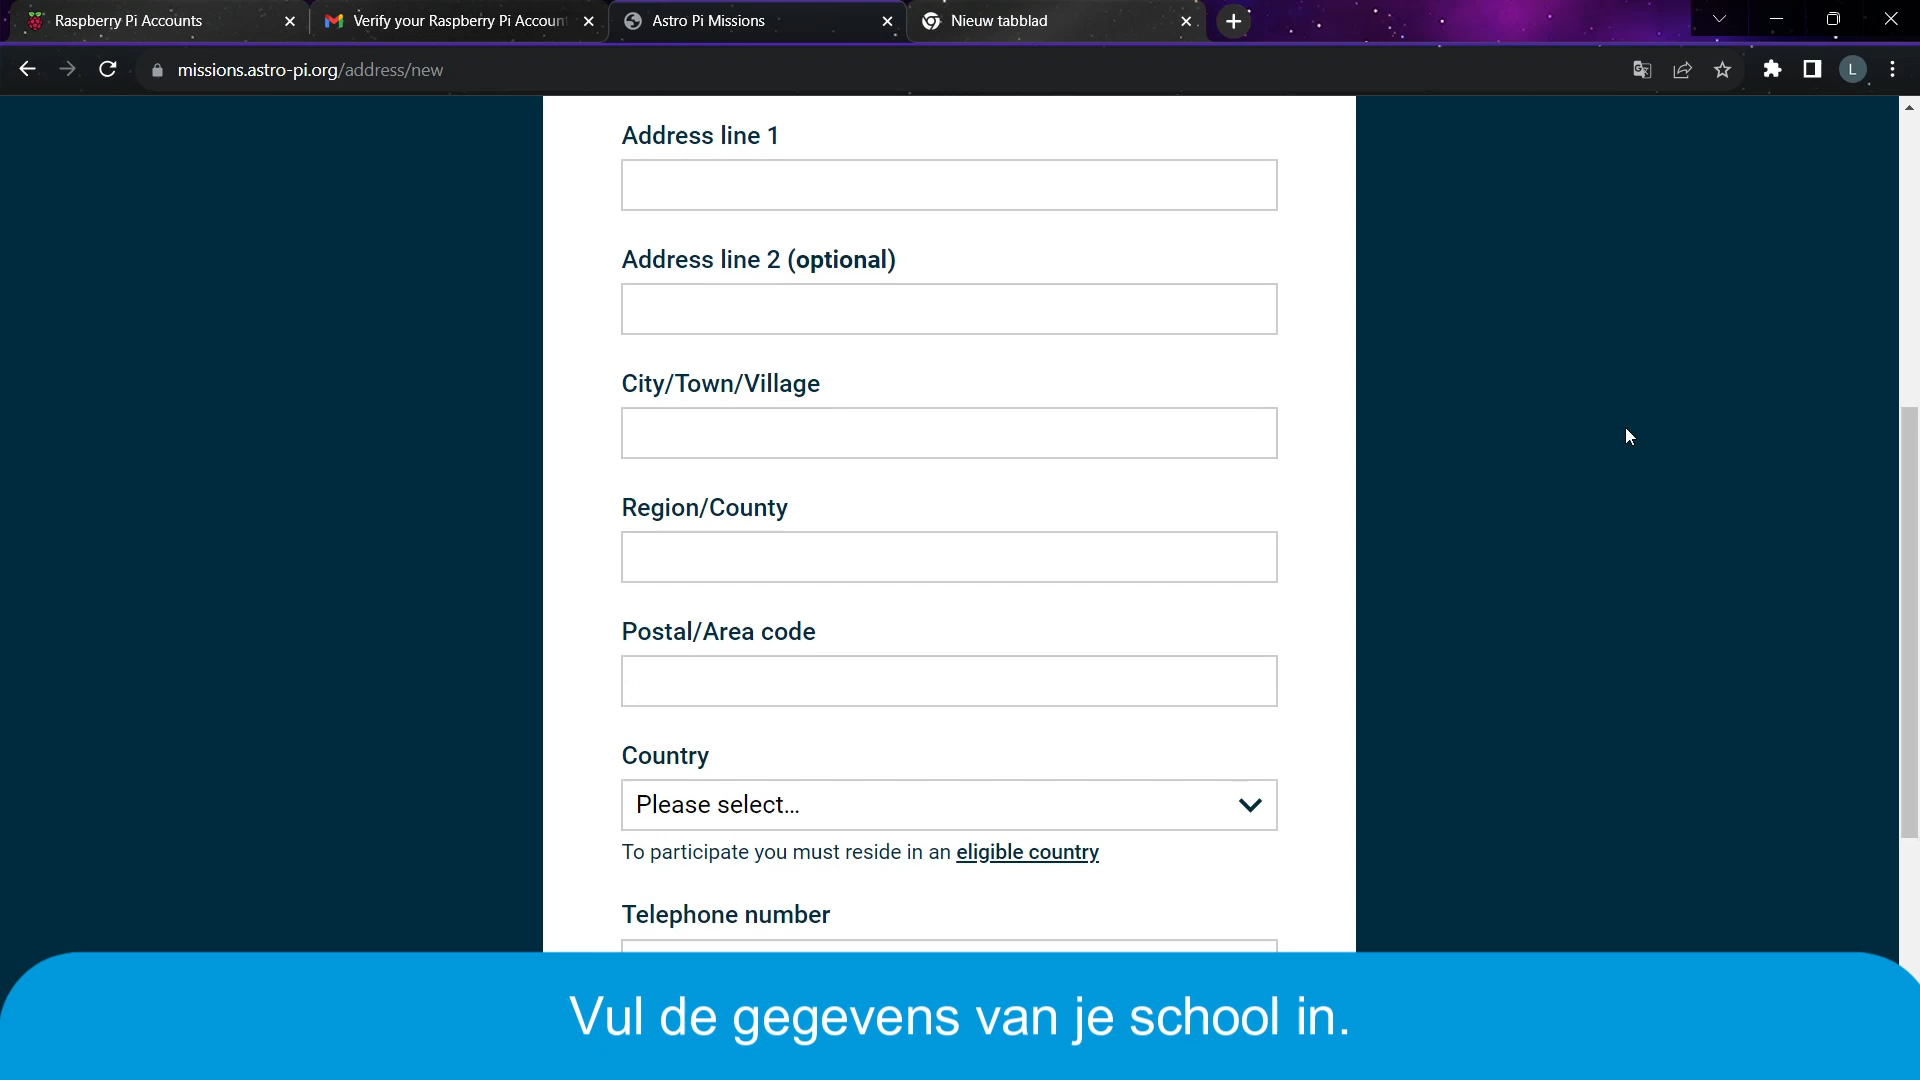 Raspberry Pi Accounts
Verify your Raspberry Pi Accoun
Astro Pi Missions
Nieuw tabblad
missions.astro-pi.org/address/new
L
Address line 1
Address line 2 (optional)
City/Town/Village
Region/County
Postal/Area code
Country
Please select...
To participate you must reside in an eligible country
Telephone number
Vul de gegevens van je school in.